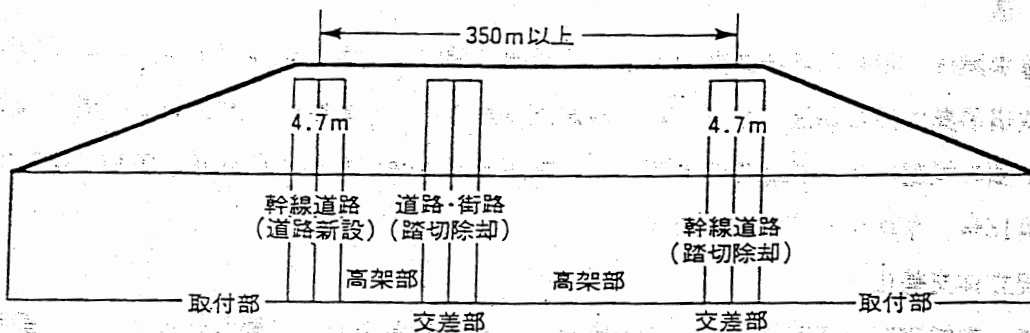 350m以上
4.7m
4.7m
幹線道路
(道路新設)
道路・街路
(踏切除却)
幹線道路
(踏切除却)
高架部
高架部
取付部
取付部
交差部
交差部